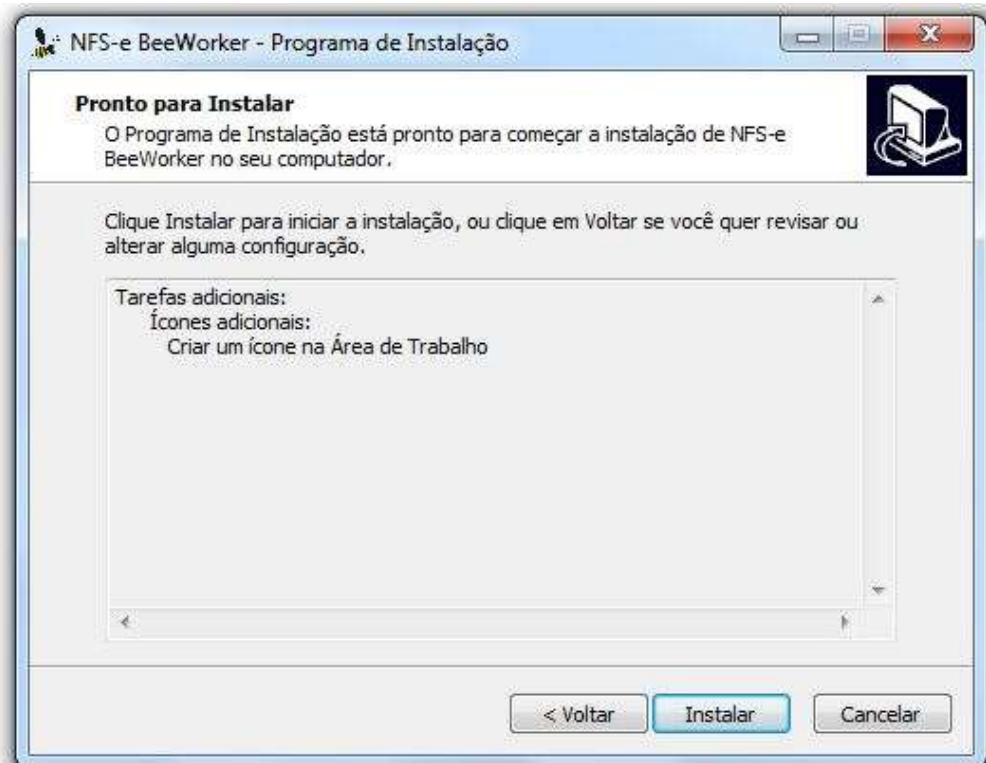 NFS-e BeeWorker - Programa de Instalação
Pronto para Instalar
O Programa de Instalação está pronto para começar a instalação de NFS-e
BeeWorker no seu computador.
Clique Instalar para iniciar a instalação, ou clique em Voltar se você quer revisar ou
alterar alguma configuração.
Tarefas adicionais:
Ícones adicionais:
Criar um ícone na Área de Trabalho
< Voltar
Instalar
Cancelar